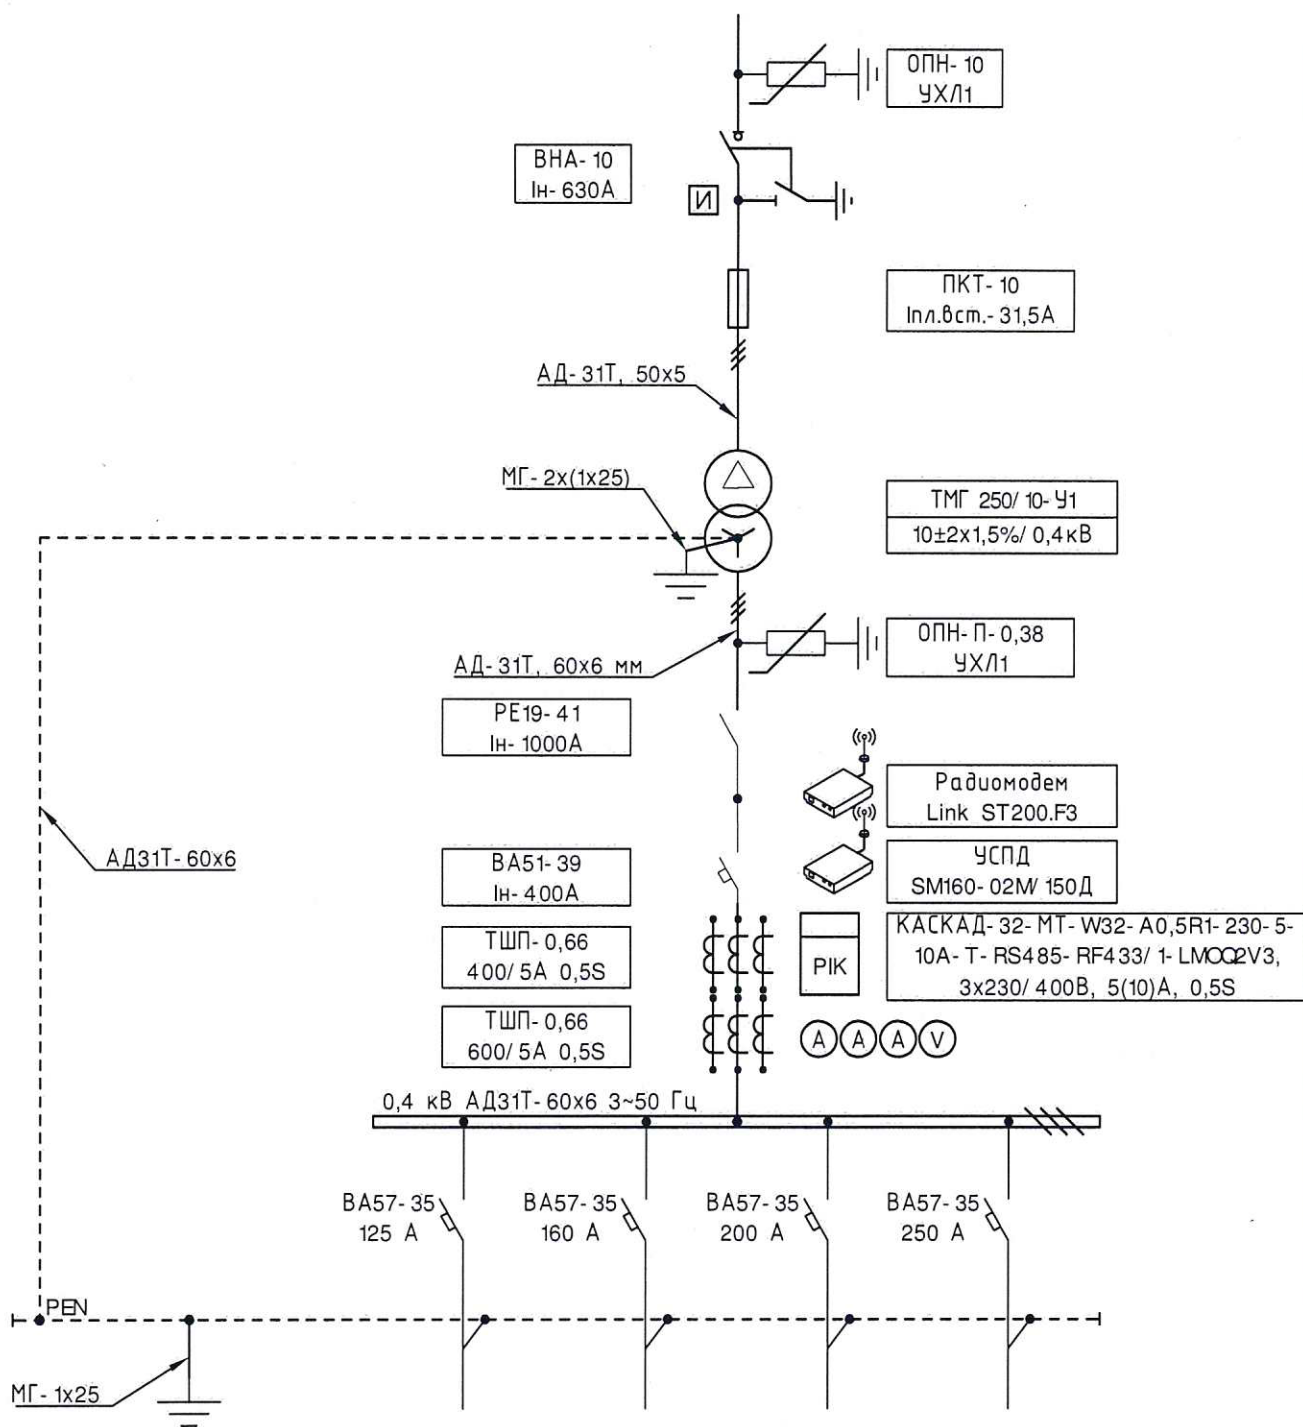 ОПН-10
УХЛ1
ВНА-10
Iн-630А
И
ПКТ-10
Iпл.вст.-31,5А
АД-31Т, 50х5
МГ-2х(1х25)
ТМГ 250/10-У1
10±2х1,5%/0,4кВ
ОПН-П-0,38
УХЛ1
АД-31Т, 60х6 мм
РЕ19-41
Iн-1000А
Радиомодем
Link ST200.F3
АД31Т-60х6
ВА51-39
Iн-400А
УСПД
SM160-02M/150Д
ТШП-0,66
400/5А 0,5S
PIK
КАСКАД-32-МТ-W32-А0,5R1-230-5-
10А-Т-RS485-RF433/1-LMOQ2V3,
3х230/400В, 5(10)А, 0,5S
ТШП-0,66
600/5А 0,5S
A A A V
0,4 кВ АД31Т-60х6 3~50 Гц
ВА57-35
125 А
ВА57-35
160 А
ВА57-35
200 А
ВА57-35
250 А
PEN
МГ-1х25